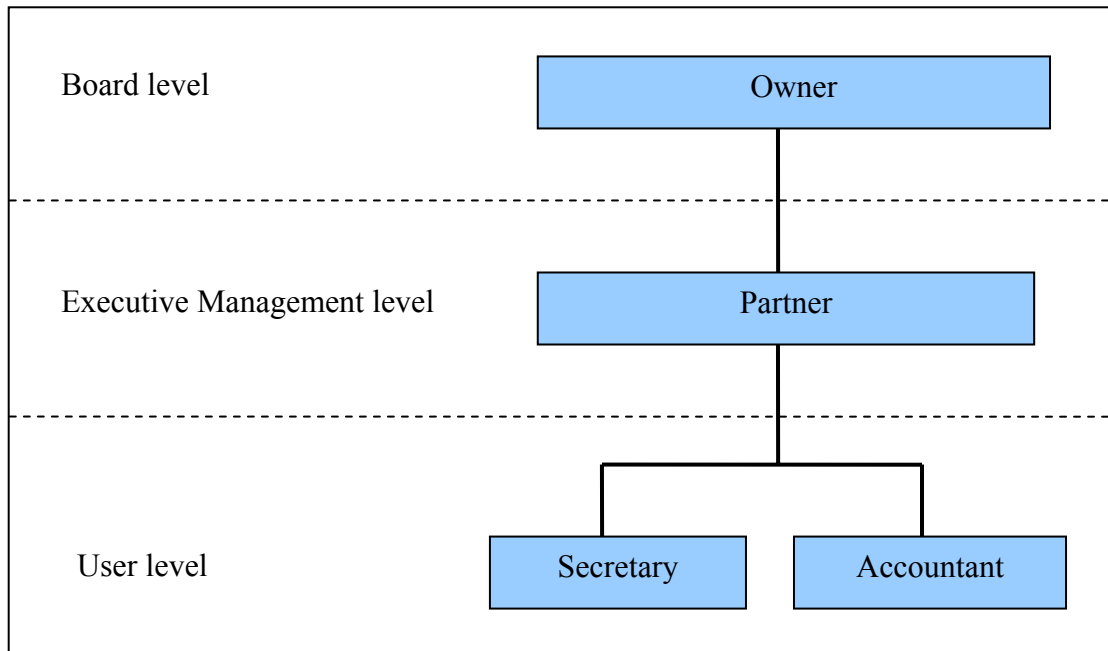 Board level
Owner
Executive Management level
Partner
User level
Secretary
Accountant